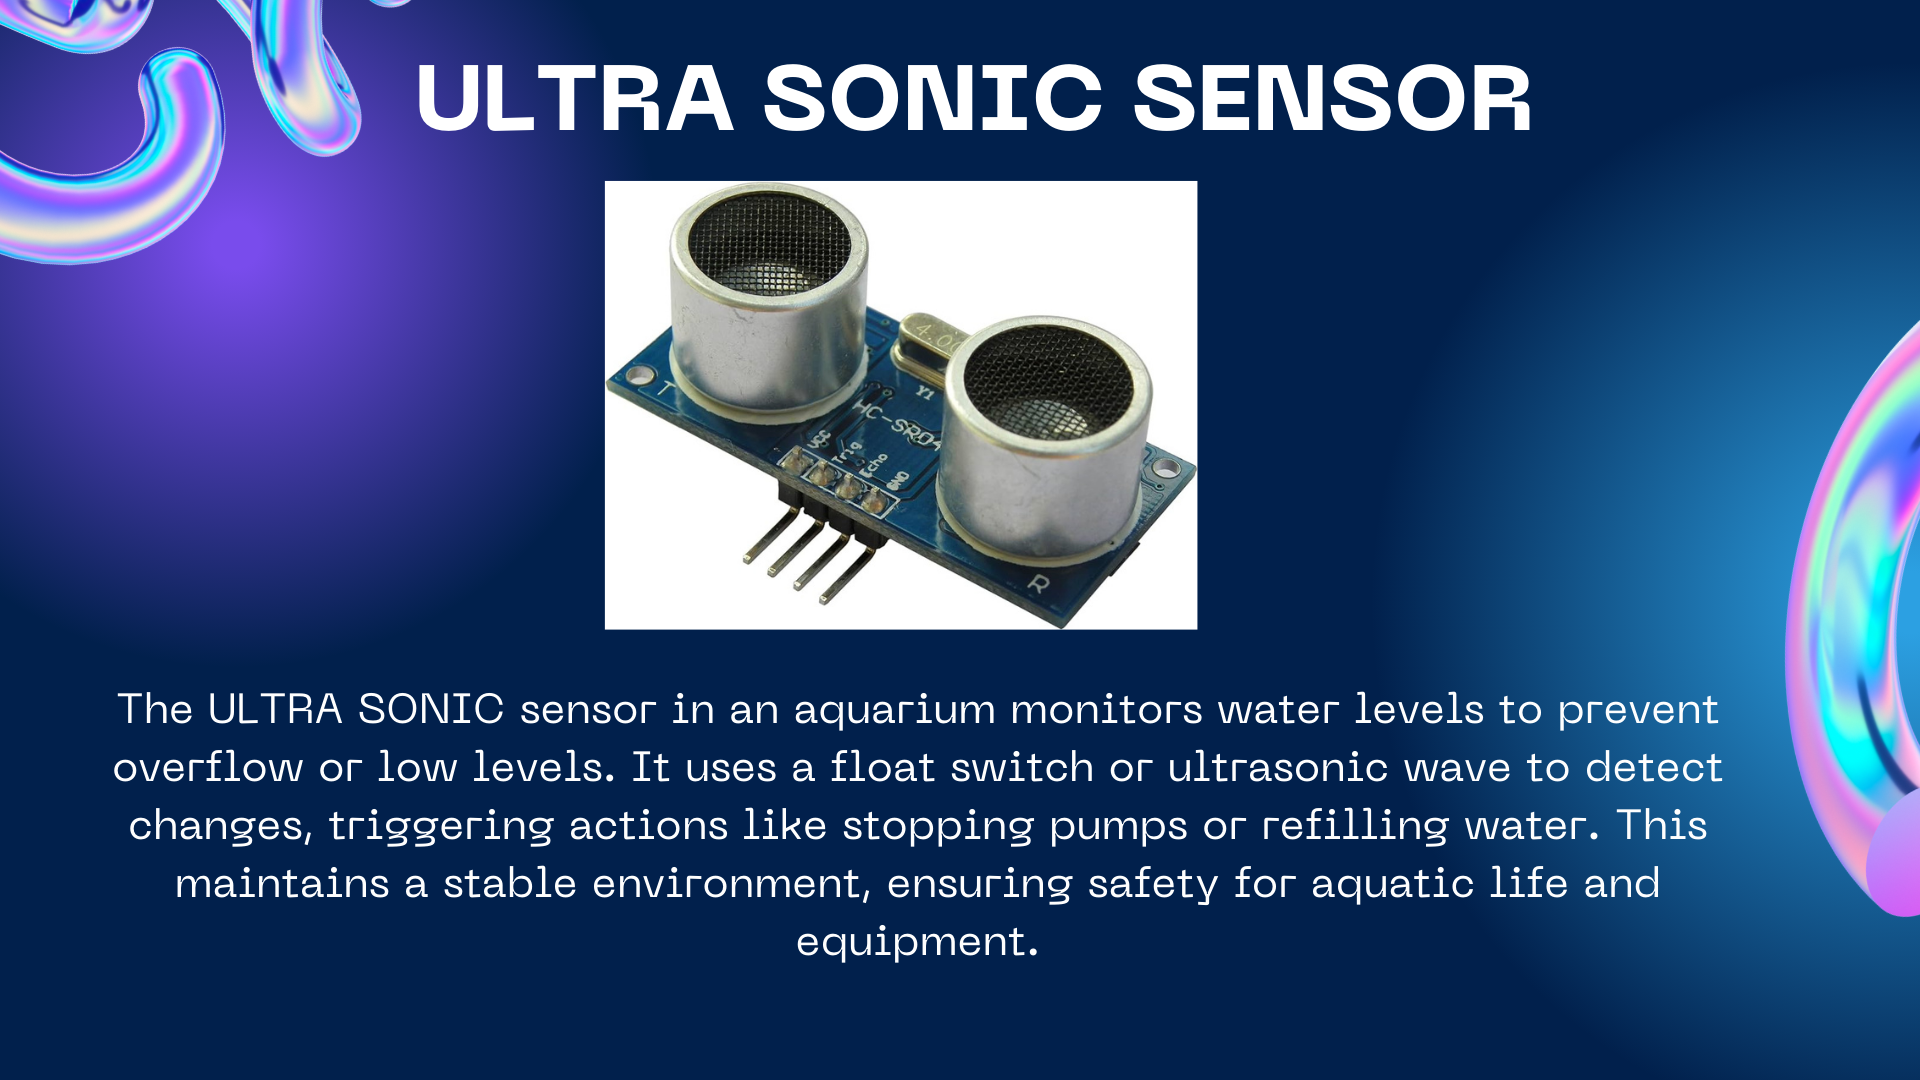 ULTRA SONIC SENSOR
T
4.00
Y1
HC-SR04
VCC
Trig
Echo
GND
R
The ULTRA SONIC sensor in an aquarium monitors water levels to prevent
overflow or low levels. It uses a float switch or ultrasonic wave to detect
changes, triggering actions like stopping pumps or refilling water. This
maintains a stable environment, ensuring safety for aquatic life and
equipment.